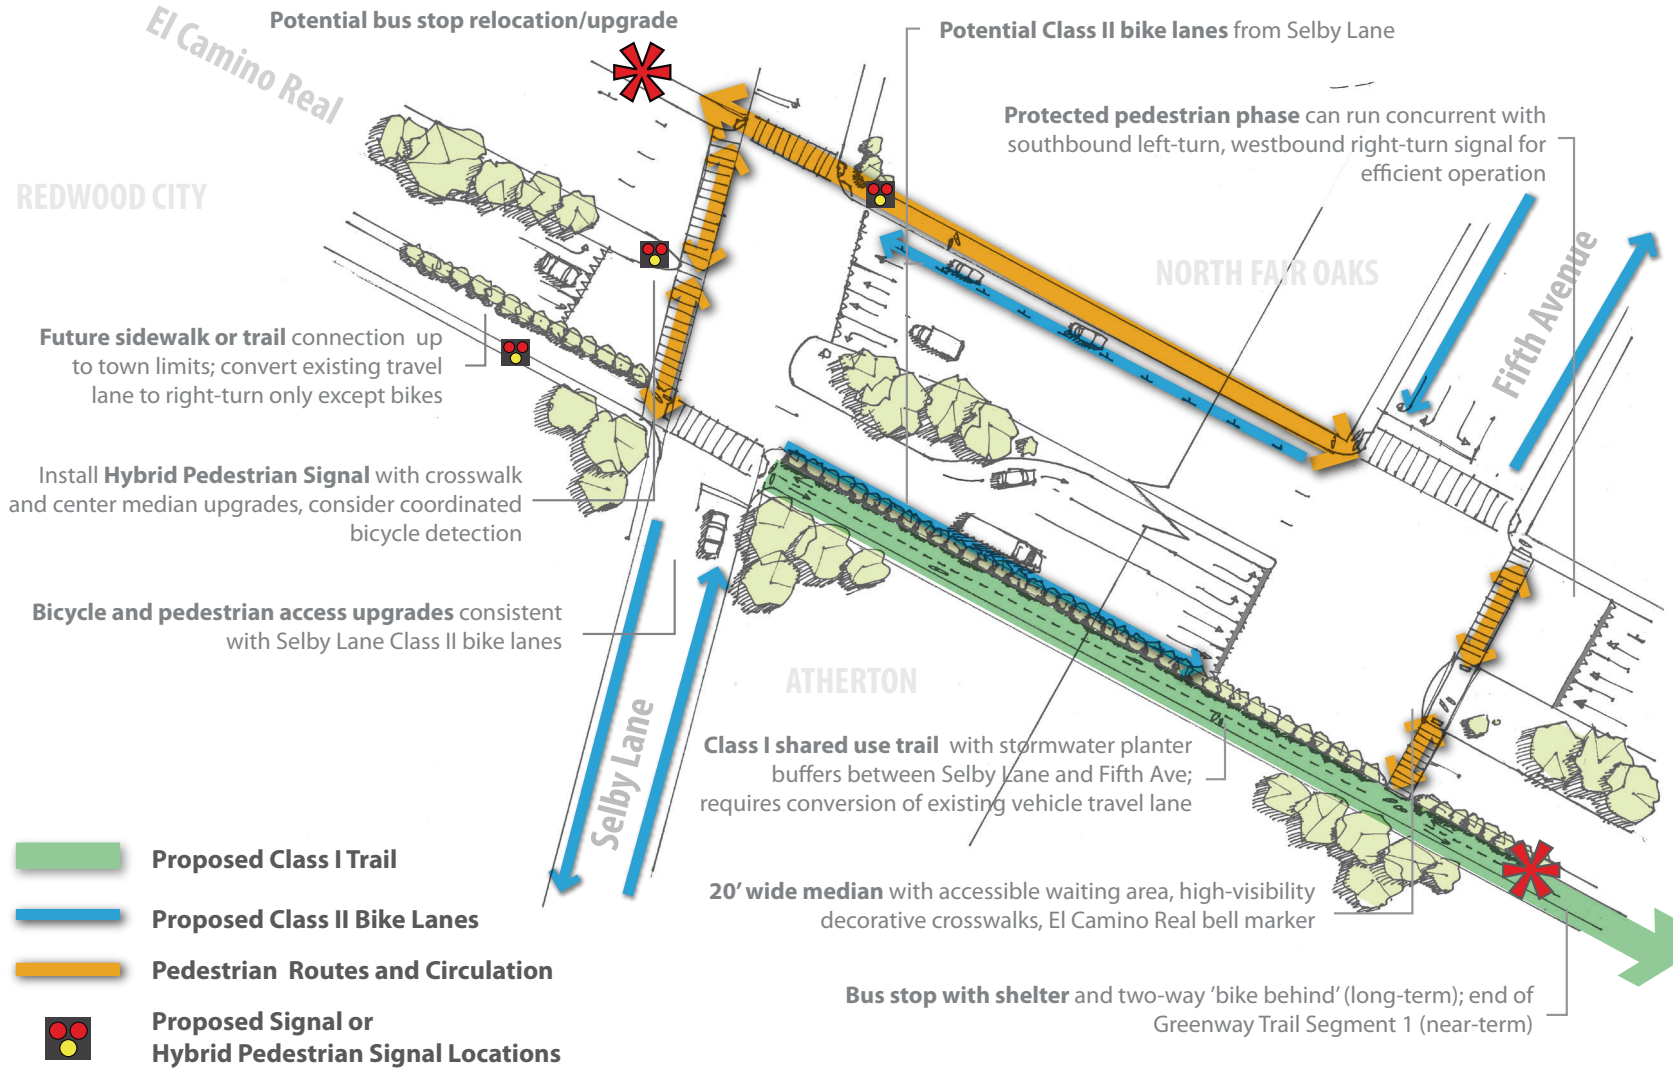 El Camino Real
Potential bus stop relocation/upgrade
Potential Class II bike lanes from Selby Lane
Protected pedestrian phase can run concurrent with
southbound left-turn, westbound right-turn signal for
efficient operation
REDWOOD CITY
NORTH FAIR OAKS
Fifth Avenue
Future sidewalk or trail connection up
to town limits; convert existing travel
lane to right-turn only except bikes
Install Hybrid Pedestrian Signal with crosswalk
and center median upgrades, consider coordinated
bicycle detection
Bicycle and pedestrian access upgrades consistent
with Selby Lane Class II bike lanes
ATHERTON
Selby Lane
Class I shared use trail with stormwater planter
buffers between Selby Lane and Fifth Ave;
requires conversion of existing vehicle travel lane
20' wide median with accessible waiting area, high-visibility
decorative crosswalks, El Camino Real bell marker
Bus stop with shelter and two-way 'bike behind' (long-term); end of
Greenway Trail Segment 1 (near-term)
Proposed Class I Trail
Proposed Class II Bike Lanes
Pedestrian Routes and Circulation
Proposed Signal or
Hybrid Pedestrian Signal Locations